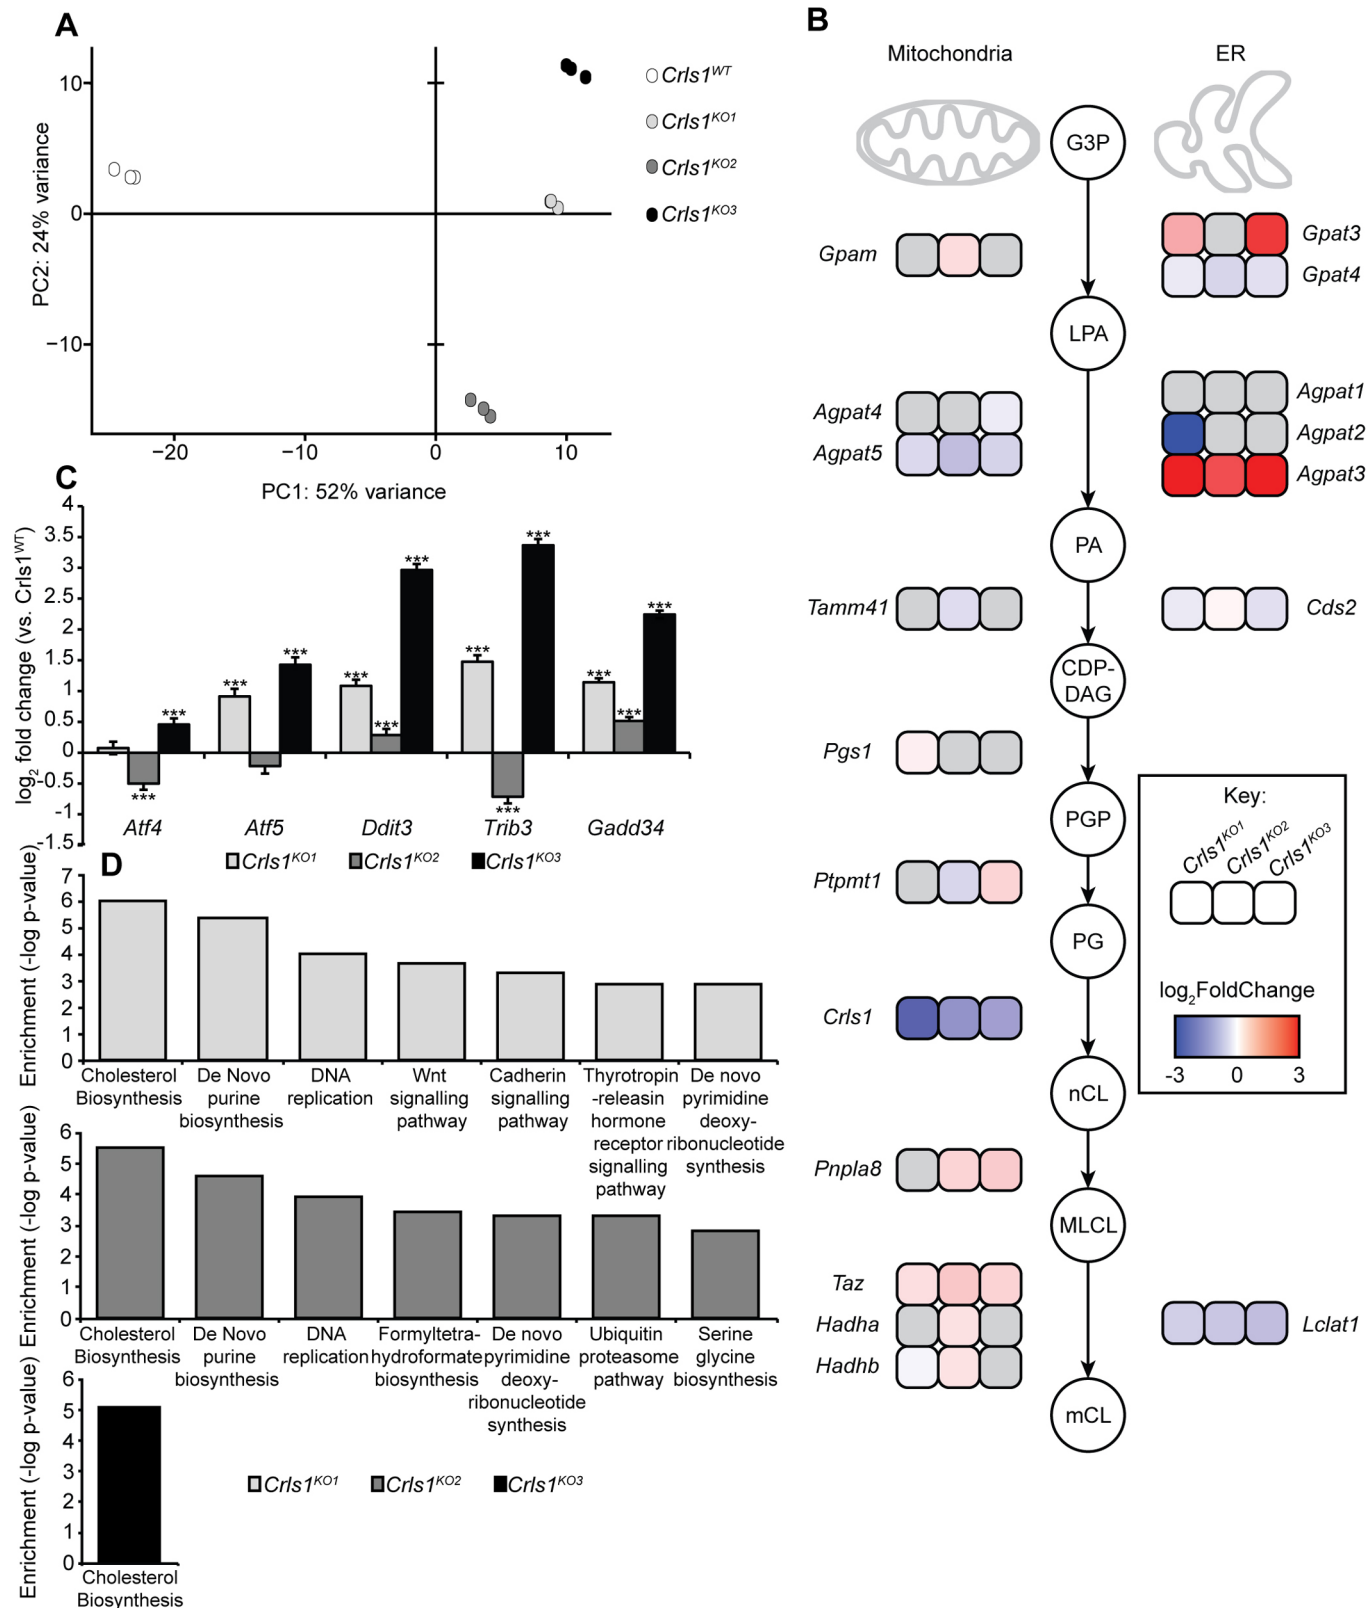 A
PC2: 24% variance
10
0
−10
−20
−10
0
10
PC1: 52% variance
Crls1WT
Crls1KO1
Crls1KO2
Crls1KO3
B
Mitochondria
ER
G3P
Gpam
Gpat3
Gpat4
LPA
Agpat4
Agpat5
Agpat1
Agpat2
Agpat3
PA
Tamm41
Cds2
CDP-
DAG
Pgs1
PGP
Ptpmt1
PG
Crls1
nCL
Pnpla8
MLCL
Taz
Hadha
Hadhb
Lclat1
mCL
Key:
Crls1KO1
Crls1KO2
Crls1KO3
log2FoldChange
-3 0 3
C
log2 fold change (vs. Crls1WT)
4
3.5
3
2.5
2
1.5
1
0.5
0
-0.5
-1
-1.5
***
***
***
***
***
***
***
***
***
***
***
***
***
Atf4 Atf5 Ddit3 Trib3 Gadd34
Crls1KO1 Crls1KO2 Crls1KO3
D
Enrichment (-log p-value)
7
6
5
4
3
2
1
0
Cholesterol
Biosynthesis
De Novo
purine
biosynthesis
DNA
replication
Wnt
signalling
pathway
Cadherin
signalling
pathway
Thyrotropin
-releasin
hormone
receptor
signalling
pathway
De novo
pyrimidine
deoxy-
ribonucleotide
synthesis
Enrichment (-log p-value)
6
5
4
3
2
1
0
Cholesterol
Biosynthesis
De Novo
purine
biosynthesis
DNA
replication
Formyltetra-
hydroformate
biosynthesis
De novo
pyrimidine
deoxy-
ribonucleotide
synthesis
Ubiquitin
proteasome
pathway
Serine
glycine
biosynthesis
Enrichment (-log p-value)
6
5
4
3
2
1
0
Cholesterol
Biosynthesis
Crls1KO1 Crls1KO2 Crls1KO3